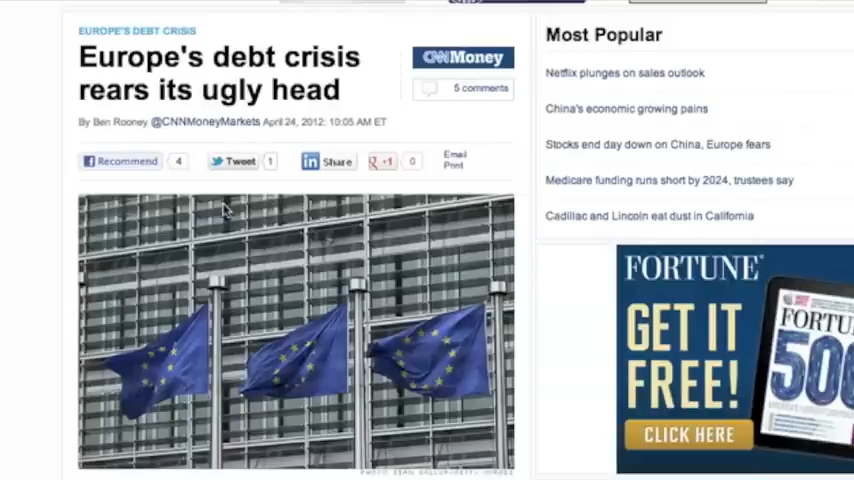 EUROPE'S DEBT CRISIS
Europe's debt crisis
rears its ugly head
CNNMoney
5 comments
By Ben Rooney @CNNMoneyMarkets April 24, 2012: 10:05 AM ET
Recommend 4
Tweet 1
in Share
g +1 0
Email
Print
Most Popular
Netflix plunges on sales outlook
China's economic growing pains
Stocks end day down on China, Europe fears
Medicare funding runs short by 2024, trustees say
Cadillac and Lincoln eat dust in California
FORTUNE
GET IT
FREE!
CLICK HERE
FORTU
500